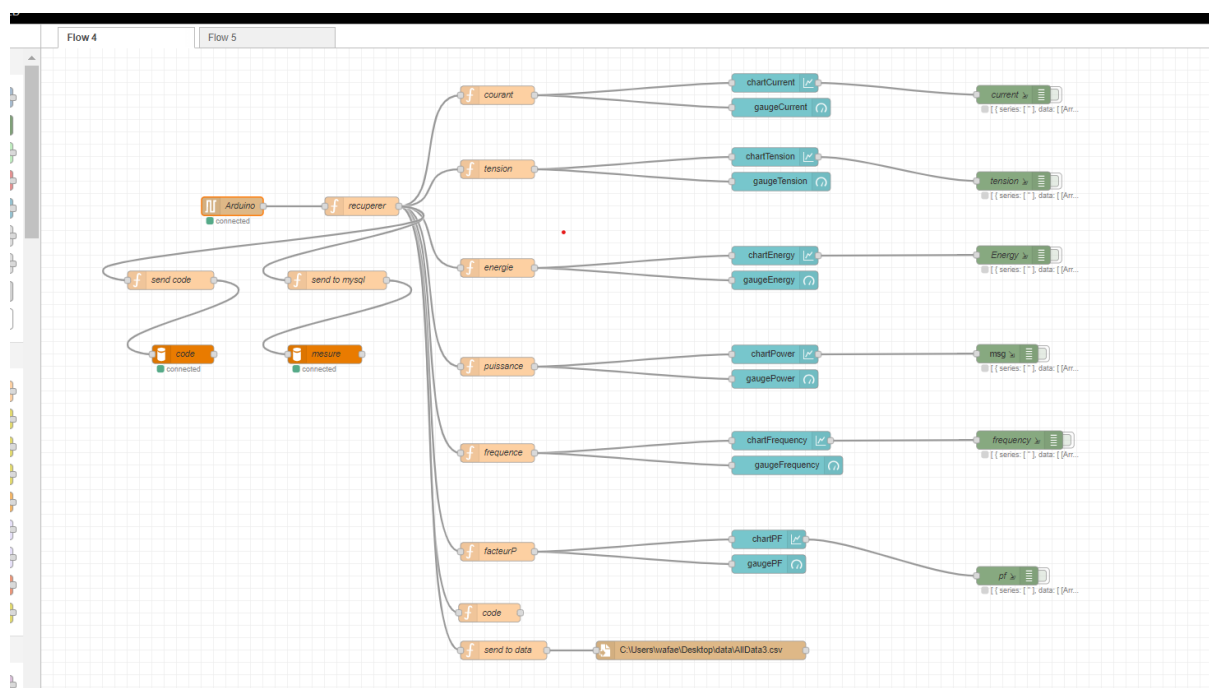 Flow 4
Flow 5
courant
chartCurrent
gaugeCurrent
current
[ { series: [ "" ], data: [ [Arr...
tension
chartTension
gaugeTension
tension
[ { series: [ "" ], data: [ [Arr...
Arduino
connected
recuperer
energie
chartEnergy
gaugeEnergy
Energy
[ { series: [ "" ], data: [ [Arr...
send code
send to mysql
code
connected
mesure
connected
puissance
chartPower
gaugePower
msg
[ { series: [ "" ], data: [ [Arr...
frequence
chartFrequency
gaugeFrequency
frequency
[ { series: [ "" ], data: [ [Arr...
facteurP
chartPF
gaugePF
pf
[ { series: [ "" ], data: [ [Arr...
code
send to data
C:\Users\wafae\Desktop\data\AllData3.csv